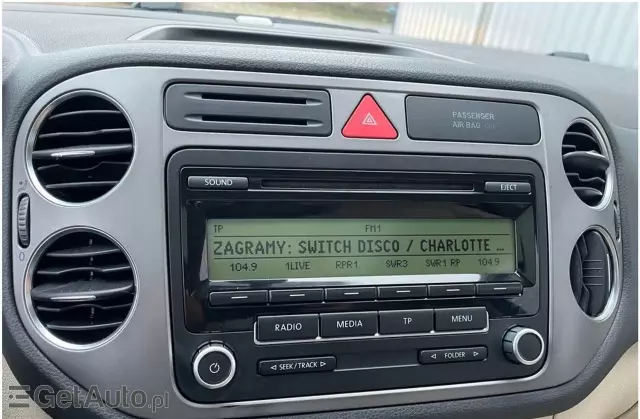 PASSENGER
AIR BAG
SOUND
EJECT
TP FM1
ZAGRAMY: SWITCH DISCO / CHARLOTTE ...
104.9 1LIVE RPR1 SWR3 SWR1 RP 104.9
RADIO MEDIA TP MENU
◁ SEEK/TRACK ▷
◁ FOLDER ▷
GetAuto.pl